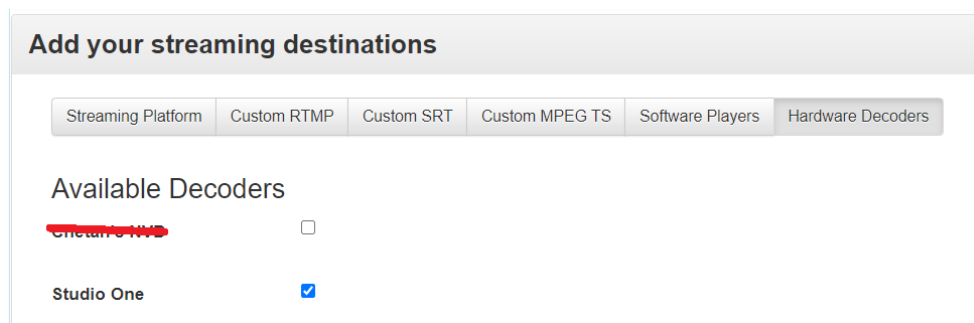 Add your streaming destinations
Streaming Platform Custom RTMP Custom SRT Custom MPEG TS Software Players Hardware Decoders
Available Decoders
Studio One